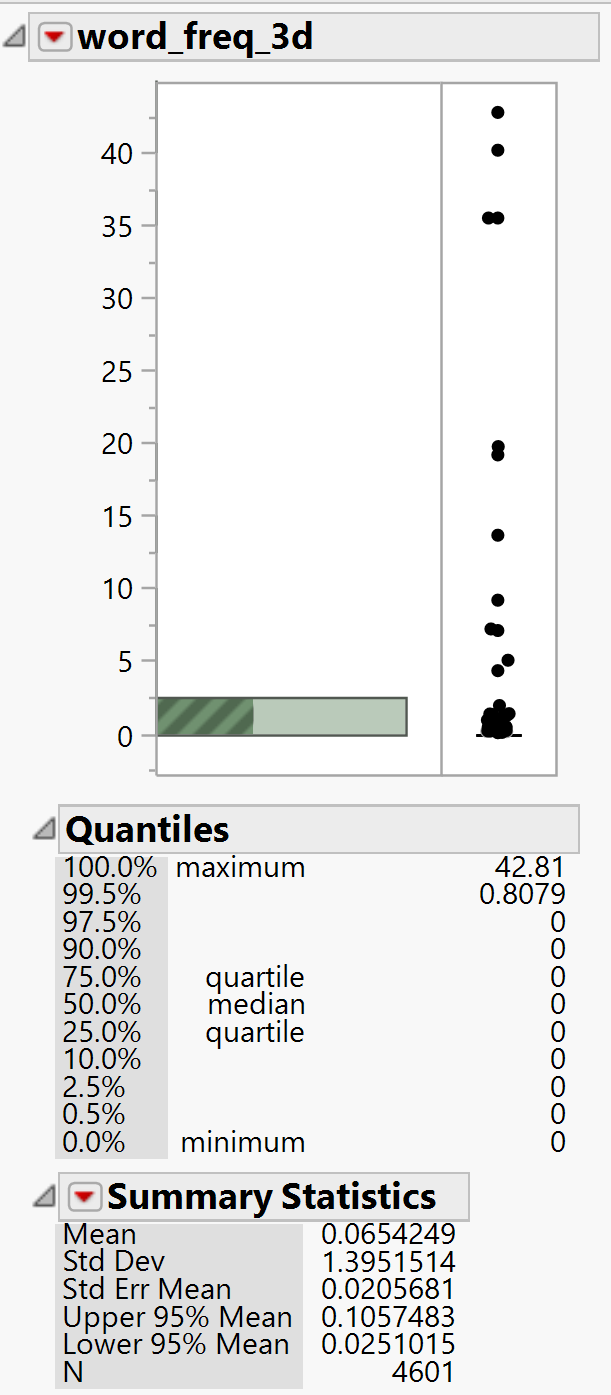 word_freq_3d
40
35
30
25
20
15
10
5
0
Quantiles
100.0% maximum 42.81
99.5% 0.8079
97.5% 0
90.0% 0
75.0% quartile 0
50.0% median 0
25.0% quartile 0
10.0% 0
2.5% 0
0.5% 0
0.0% minimum 0
Summary Statistics
Mean 0.0654249
Std Dev 1.3951514
Std Err Mean 0.0205681
Upper 95% Mean 0.1057483
Lower 95% Mean 0.0251015
N 4601